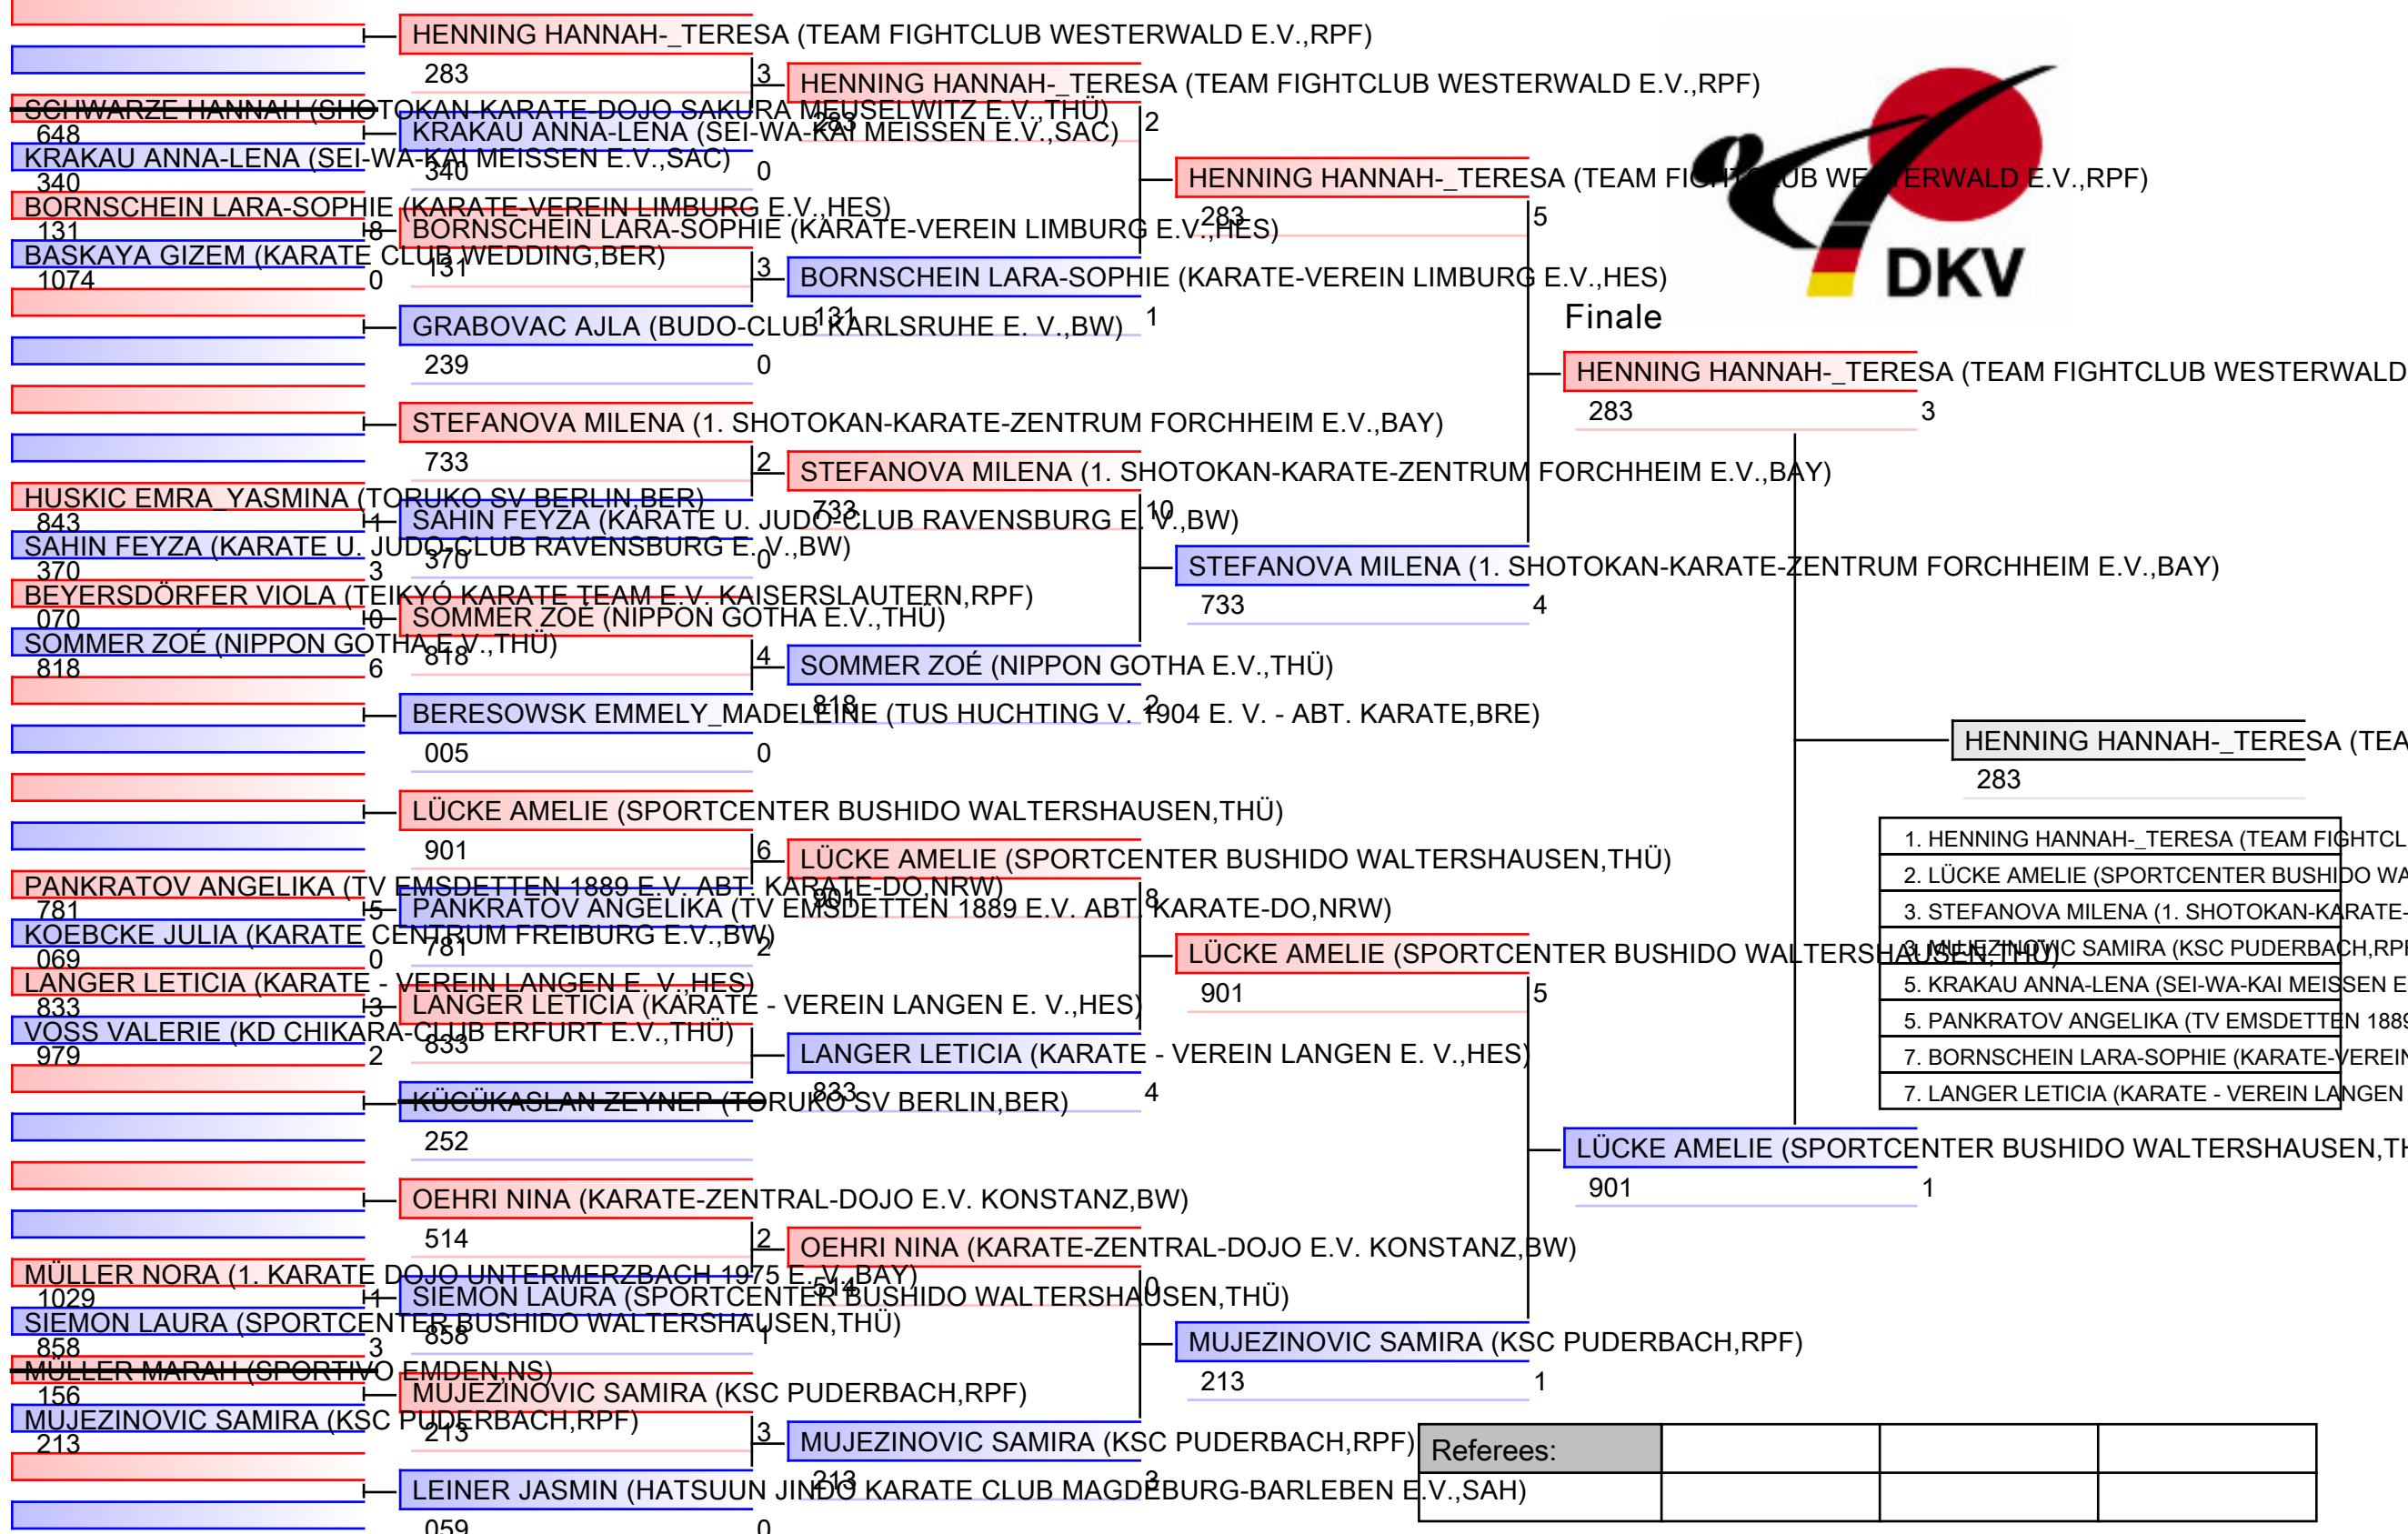 SCHWARZE HANNAH (SHOTOKAN-KARATE-DOJO SAKURA MEUSELWITZ E.V.,THÜ)
648
KRAKAU ANNA-LENA (SEI-WA-KAI MEISSEN E.V.,SAC)
340
BORNSCHEIN LARA-SOPHIE (KARATE-VEREIN LIMBURG E.V.,HES)
131 8
BASKAYA GIZEM (KARATE CLUB WEDDING,BER)
1074 0
HUSKIC EMRA_YASMINA (TORUKO SV BERLIN,BER)
843 1
SAHIN FEYZA (KARATE U. JUDO-CLUB RAVENSBURG E. V.,BW)
370 3
BEYERSDÖRFER VIOLA (TEIKYÓ KARATE TEAM E.V. KAISERSLAUTERN,RPF)
070 0
SOMMER ZOÉ (NIPPON GOTHA E.V.,THÜ)
818 6
PANKRATOV ANGELIKA (TV EMSDETTEN 1889 E.V. ABT. KARATE-DO,NRW)
781 5
KOEBCKE JULIA (KARATE CENTRUM FREIBURG E.V.,BW)
069 0
LANGER LETICIA (KARATE - VEREIN LANGEN E. V.,HES)
833 3
VOSS VALERIE (KD CHIKARA-CLUB ERFURT E.V.,THÜ)
979 2
MÜLLER NORA (1. KARATE DOJO UNTERMERZBACH 1975 E. V.,BAY)
1029 1
SIEMON LAURA (SPORTCENTER BUSHIDO WALTERSHAUSEN,THÜ)
858 3
MÜLLER MARAH (SPORTIVO EMDEN,NS)
156
MUJEZINOVIC SAMIRA (KSC PUDERBACH,RPF)
213
HENNING HANNAH-_TERESA (TEAM FIGHTCLUB WESTERWALD E.V.,RPF)
283 3
KRAKAU ANNA-LENA (SEI-WA-KAI MEISSEN E.V.,SAC)
340 0
BORNSCHEIN LARA-SOPHIE (KARATE-VEREIN LIMBURG E.V.,HES)
131 3
GRABOVAC AJLA (BUDO-CLUB KARLSRUHE E. V.,BW)
239 0
STEFANOVA MILENA (1. SHOTOKAN-KARATE-ZENTRUM FORCHHEIM E.V.,BAY)
733 2
SAHIN FEYZA (KARATE U. JUDO-CLUB RAVENSBURG E. V.,BW)
370 0
SOMMER ZOÉ (NIPPON GOTHA E.V.,THÜ)
818 4
BERESOWSK EMMELY_MADELEINE (TUS HUCHTING V. 1904 E. V. - ABT. KARATE,BRE)
005 0
LÜCKE AMELIE (SPORTCENTER BUSHIDO WALTERSHAUSEN,THÜ)
901 6
PANKRATOV ANGELIKA (TV EMSDETTEN 1889 E.V. ABT. KARATE-DO,NRW)
781 2
LANGER LETICIA (KARATE - VEREIN LANGEN E. V.,HES)
833
KÜCÜKASLAN ZEYNEP (TORUKO SV BERLIN,BER)
252
OEHRI NINA (KARATE-ZENTRAL-DOJO E.V. KONSTANZ,BW)
514 2
SIEMON LAURA (SPORTCENTER BUSHIDO WALTERSHAUSEN,THÜ)
858 1
MUJEZINOVIC SAMIRA (KSC PUDERBACH,RPF)
213 3
LEINER JASMIN (HATSUUN JINDO KARATE CLUB MAGDEBURG-BARLEBEN E.V.,SAH)
059 0
HENNING HANNAH-_TERESA (TEAM FIGHTCLUB WESTERWALD E.V.,RPF)
283 2
BORNSCHEIN LARA-SOPHIE (KARATE-VEREIN LIMBURG E.V.,HES)
131 1
STEFANOVA MILENA (1. SHOTOKAN-KARATE-ZENTRUM FORCHHEIM E.V.,BAY)
733 10
SOMMER ZOÉ (NIPPON GOTHA E.V.,THÜ)
818 2
LÜCKE AMELIE (SPORTCENTER BUSHIDO WALTERSHAUSEN,THÜ)
901 8
LANGER LETICIA (KARATE - VEREIN LANGEN E. V.,HES)
833 4
OEHRI NINA (KARATE-ZENTRAL-DOJO E.V. KONSTANZ,BW)
514 0
MUJEZINOVIC SAMIRA (KSC PUDERBACH,RPF)
213 3
HENNING HANNAH-_TERESA (TEAM FIGHTCLUB WESTERWALD E.V.,RPF)
283 5
STEFANOVA MILENA (1. SHOTOKAN-KARATE-ZENTRUM FORCHHEIM E.V.,BAY)
733 4
LÜCKE AMELIE (SPORTCENTER BUSHIDO WALTERSHAUSEN,THÜ)
901 5
MUJEZINOVIC SAMIRA (KSC PUDERBACH,RPF)
213 1
DKV
Finale
HENNING HANNAH-_TERESA (TEAM FIGHTCLUB WESTERWALD
283 3
LÜCKE AMELIE (SPORTCENTER BUSHIDO WALTERSHAUSEN,TH
901 1
HENNING HANNAH-_TERESA (TEA
283
1. HENNING HANNAH-_TERESA (TEAM FIGHTCL
2. LÜCKE AMELIE (SPORTCENTER BUSHIDO WA
3. STEFANOVA MILENA (1. SHOTOKAN-KARATE-
3. MUJEZINOVIC SAMIRA (KSC PUDERBACH,RPF
5. KRAKAU ANNA-LENA (SEI-WA-KAI MEISSEN E
5. PANKRATOV ANGELIKA (TV EMSDETTEN 1889
7. BORNSCHEIN LARA-SOPHIE (KARATE-VEREIN
7. LANGER LETICIA (KARATE - VEREIN LANGEN
Referees: